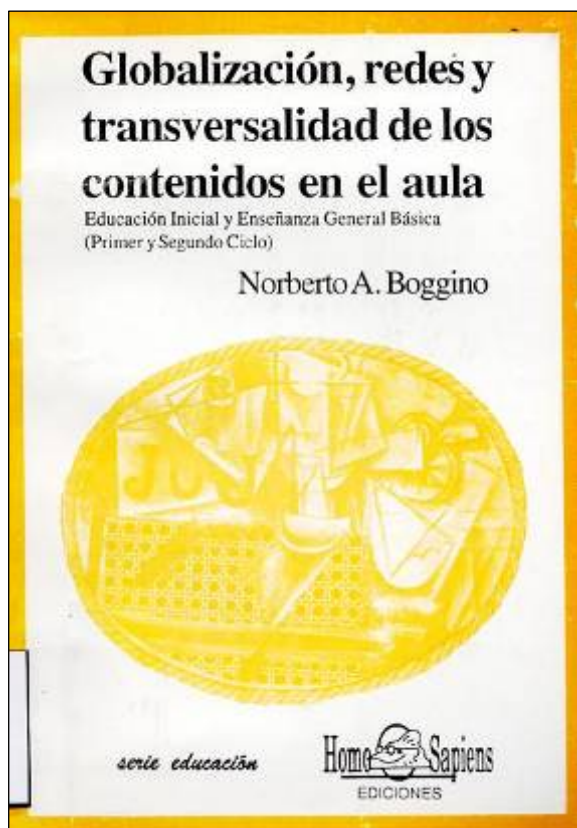 Globalización, redes y
transversalidad de los
contenidos en el aula
Educación Inicial y Enseñanza General Básica
(Primer y Segundo Ciclo)
Norberto A. Boggino
serie educación
Homo Sapiens
EDICIONES